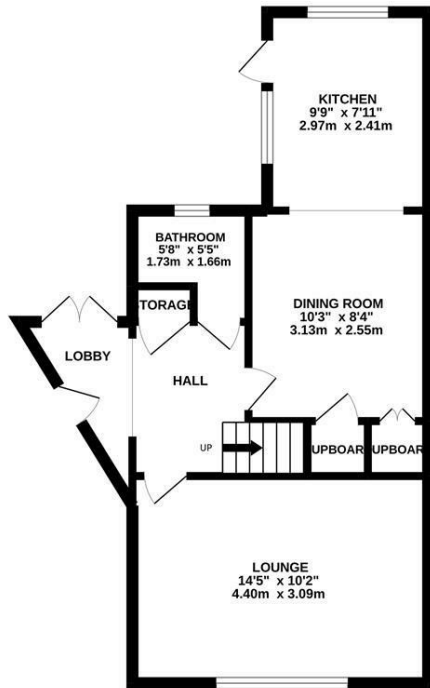 KITCHEN
9'9" x 7'11"
2.97m x 2.41m
BATHROOM
5'8" x 5'5"
1.73m x 1.66m
STORAGE
DINING ROOM
10'3" x 8'4"
3.13m x 2.55m
LOBBY
HALL
UP
UPBOAR
UPBOAR
LOUNGE
14'5" x 10'2"
4.40m x 3.09m